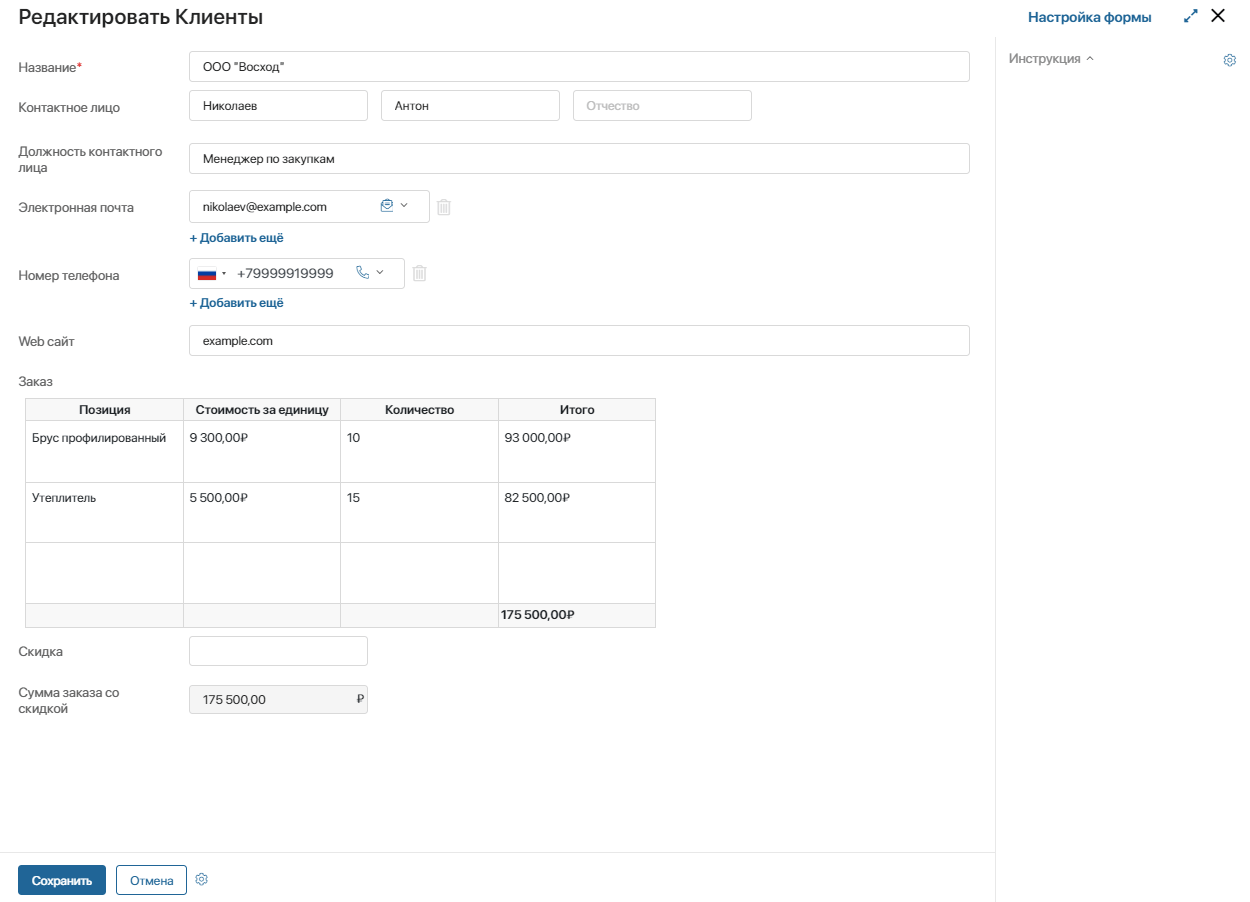 Редактировать Клиенты
Настройка формы
Инструкция
Название*
ООО "Восход"
Контактное лицо
Николаев
Антон
Отчество
Должность контактного
лица
Менеджер по закупкам
Электронная почта
nikolaev@example.com
+ Добавить ещё
Номер телефона
+79999919999
+ Добавить ещё
Web сайт
example.com
Заказ
Позиция Стоимость за единицу Количество Итого
Брус профилированный 9 300,00₽ 10 93 000,00₽
Утеплитель 5 500,00₽ 15 82 500,00₽
175 500,00₽
Скидка
Сумма заказа со
скидкой
175 500,00 ₽
Сохранить
Отмена